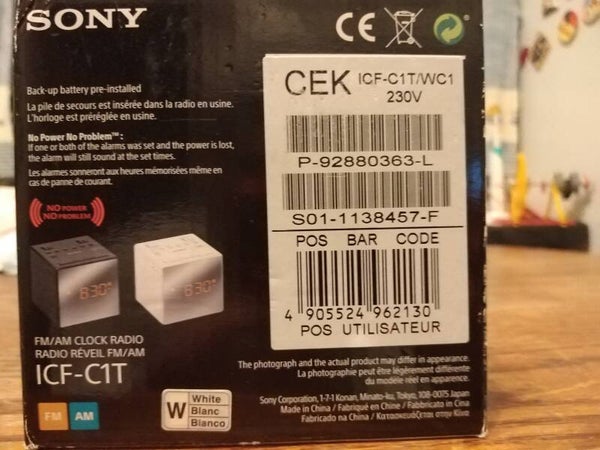 SONY
CE
Back-up battery pre-installed
La pile de secours est insérée dans la radio en usine.
L'horloge est préréglée en usine.
No Power No Problem™ :
If one or both of the alarms was set and the power is lost,
the alarm will still sound at the set times.
Les alarmes sonneront aux heures mémorisées même en
cas de panne de courant.
NO POWER
NO PROBLEM
8:30
8:30
FM/AM CLOCK RADIO
RADIO RÉVEIL FM/AM
ICF-C1T
FM AM
W White
Blanc
Blanco
CEK ICF-C1T/WC1
230V
P-92880363-L
S01-1138457-F
POS BAR CODE
4 905524 962130
POS UTILISATEUR
The photograph and the actual product may differ in appearance.
La photographie peut être légèrement différente
du modèle réel en apparence.
Sony Corporation, 1-7-1 Konan, Minato-ku, Tokyo, 108-0075 Japan
Made in China / Fabriqué en Chine / Fabbricato in Cina
Fabricado na China / Κατασκευάζεται στην Κίνα